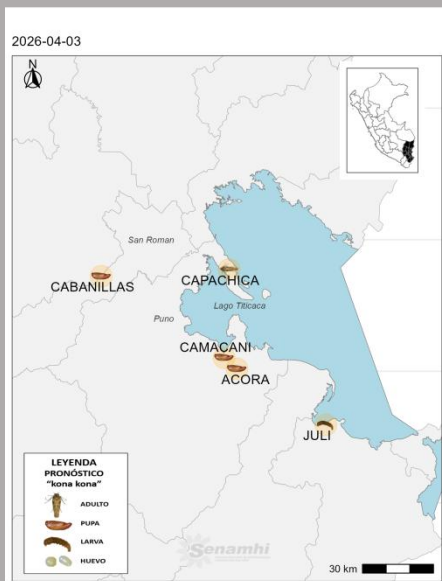 2026-04-03
N
San Roman
CABANILLAS
CAPACHICA
Lago Titicaca
Puno
CAMACANI
ACORA
JULI
LEYENDA
PRONÓSTICO
“kona kona”
ADULTO
PUPA
LARVA
HUEVO
Senamhi
30 km